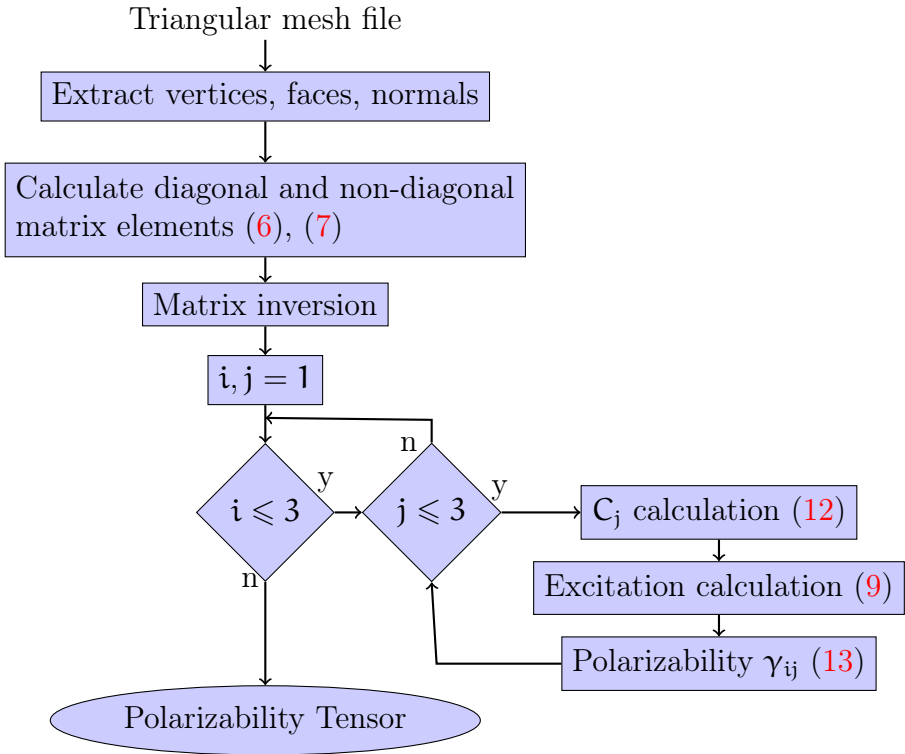 Triangular mesh file
Extract vertices, faces, normals
Calculate diagonal and non-diagonal
matrix elements (6), (7)
Matrix inversion
i, j = 1
i ⩽ 3
y
n
j ⩽ 3
n
y
C_j calculation (12)
Excitation calculation (9)
Polarizability γ_ij (13)
Polarizability Tensor